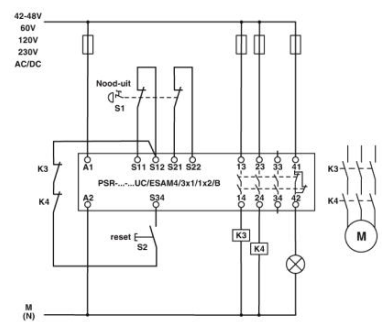 42-48V
60V
120V
230V
AC/DC
Nood-uit
S1
A1 S11 S12 S21 S22 13 23 33 41
K3
K4
PSR-...-...UC/ESAM4/3x1/1x2/B
A2 S34 14 24 34 42
reset
S2
K3
K4
K3
K4
M
M
(N)